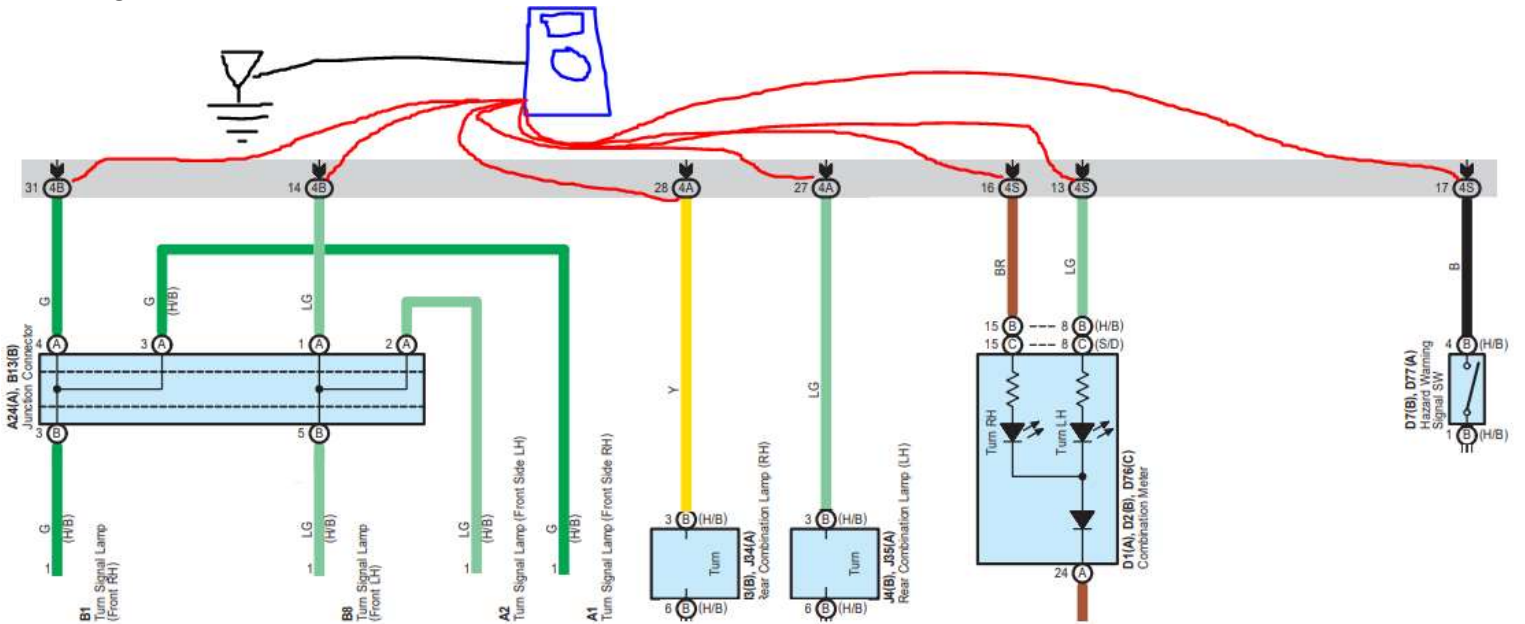 31 4B
14 4B
28 4A
27 4A
16 4S
13 4S
17 4S
G
G
(H/B)
LG
Y
LG
BR
LG
B
15 B
8 B (H/B)
15 C
8 C (S/D)
4 A
3 A
1 A
2 A
4 B (H/B)
A24(A), B13(B)
Junction Connector
3 B
5 B
Turn RH
Turn LH
D1(A), D2(B), D76(C)
Combination Meter
D7(B), D77(A)
Hazard Warning
Signal SW
1 B (H/B)
G
(H/B)
1
B1
Turn Signal Lamp
(Front RH)
LG
(H/B)
1
B8
Turn Signal Lamp
(Front LH)
LG
(H/B)
1
A2
Turn Signal Lamp (Front Side LH)
G
(H/B)
1
A1
Turn Signal Lamp (Front Side RH)
3 B (H/B)
Turn
6 B (H/B)
J34(A)
Combination Lamp (RH)
3 B (H/B)
Turn
6 B (H/B)
J4(B), J35(A)
Rear Combination Lamp (LH)
24 A